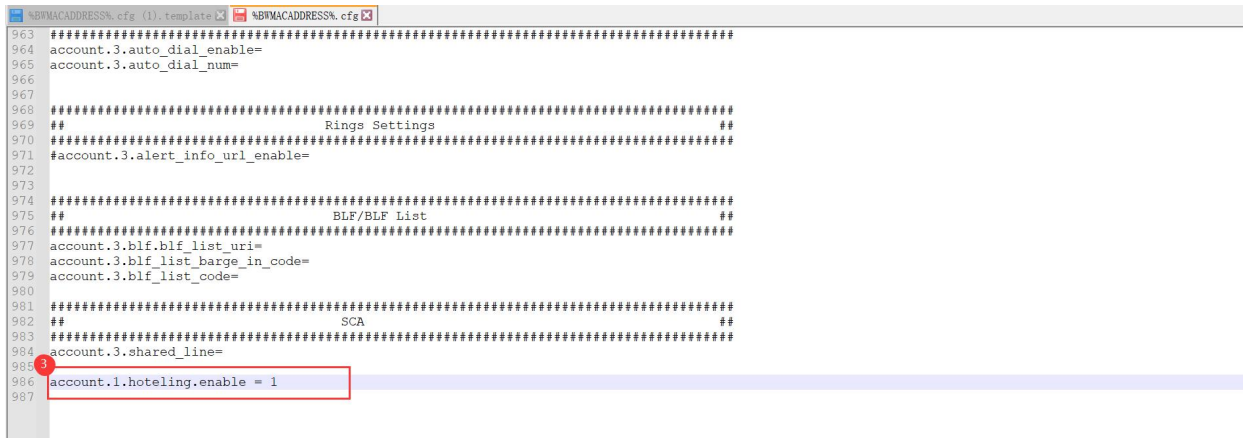 %BWMACADDRESS%.cfg (1).template %BWMACADDRESS%.cfg
963 ########################################################################################
964 account.3.auto_dial_enable=
965 account.3.auto_dial_num=
966
967
968 ########################################################################################
969 ## Rings Settings ##
970 ########################################################################################
971 #account.3.alert_info_url_enable=
972
973
974 ########################################################################################
975 ## BLF/BLF List ##
976 ########################################################################################
977 account.3.blf.blf_list_uri=
978 account.3.blf_list_barge_in_code=
979 account.3.blf_list_code=
980
981 ########################################################################################
982 ## SCA ##
983 ########################################################################################
984 account.3.shared_line=
985 3
986 account.1.hoteling.enable = 1
987